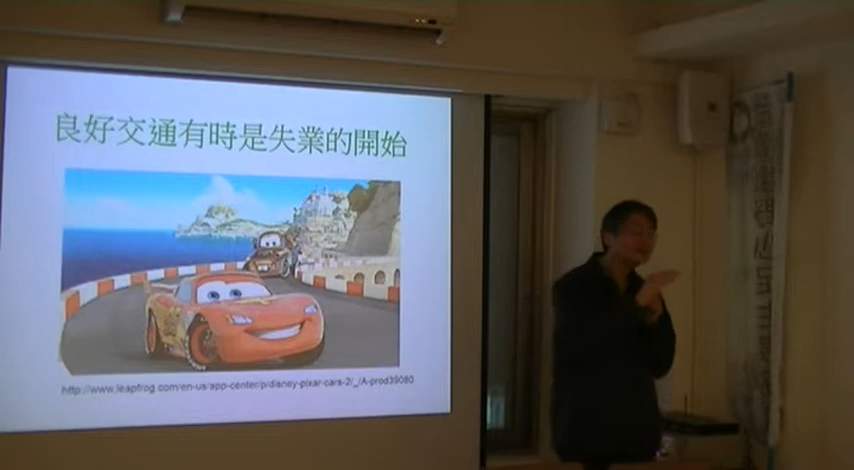 良好交通有時是失業的開始
http://www.leapfrog.com/en-us/app-center/p/disney-pixar-cars-2/_/A-prod39080